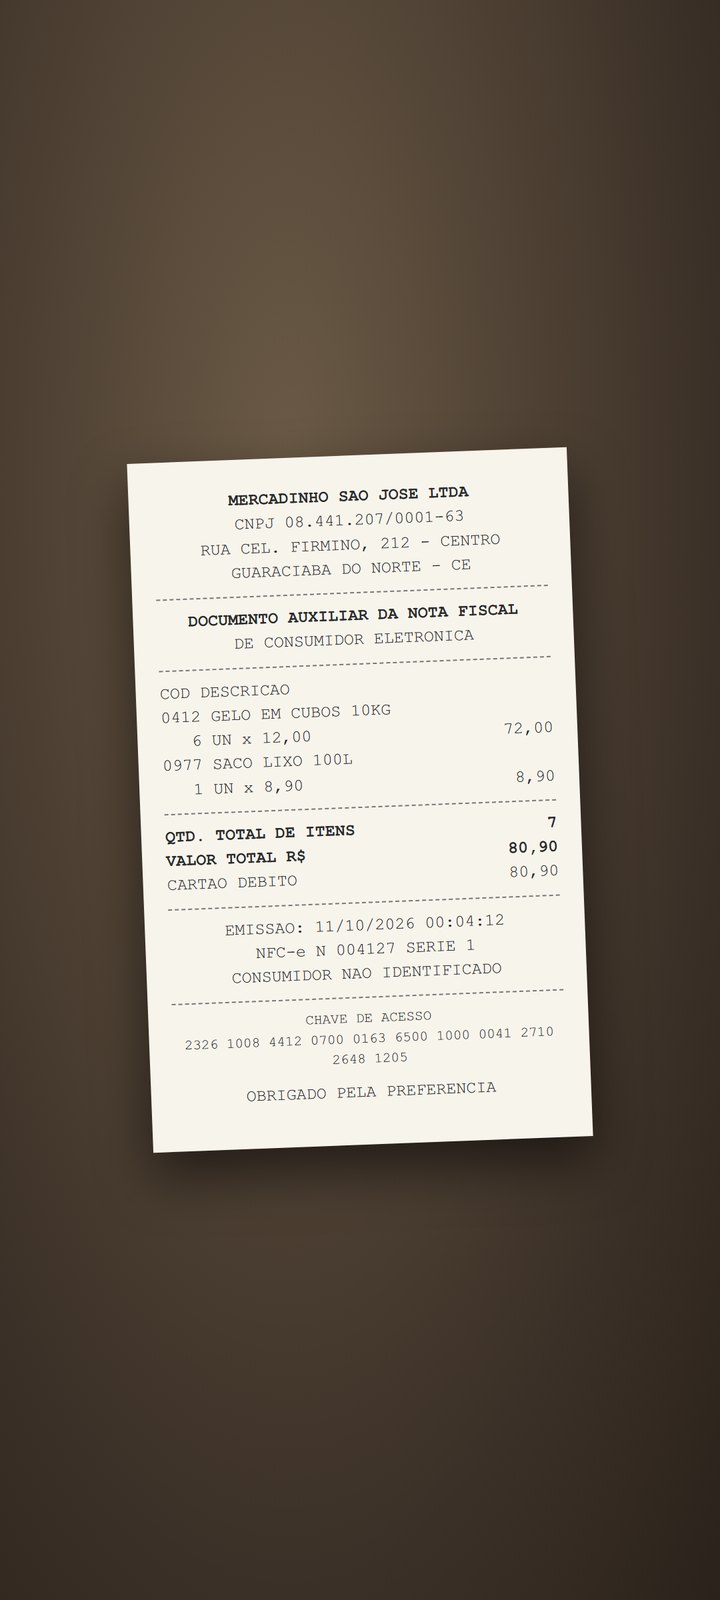 MERCADINHO SAO JOSE LTDA
CNPJ 08.441.207/0001-63
RUA CEL. FIRMINO, 212 - CENTRO
GUARACIABA DO NORTE - CE
DOCUMENTO AUXILIAR DA NOTA FISCAL
DE CONSUMIDOR ELETRONICA
COD DESCRICAO
0412 GELO EM CUBOS 10KG
6 UN x 12,00 72,00
0977 SACO LIXO 100L
1 UN x 8,90 8,90
QTD. TOTAL DE ITENS 7
VALOR TOTAL R$ 80,90
CARTAO DEBITO 80,90
EMISSAO: 11/10/2026 00:04:12
NFC-e N 004127 SERIE 1
CONSUMIDOR NAO IDENTIFICADO
CHAVE DE ACESSO
2326 1008 4412 0700 0163 6500 1000 0041 2710
2648 1205
OBRIGADO PELA PREFERENCIA